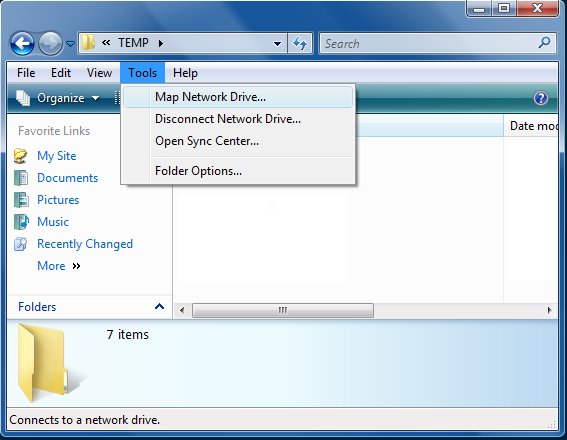 « TEMP
Search
File Edit View Tools Help
Organize
Map Network Drive...
Disconnect Network Drive...
Open Sync Center...
Folder Options...
Date mod
Favorite Links
My Site
Documents
Pictures
Music
Recently Changed
More »
Folders
7 items
Connects to a network drive.